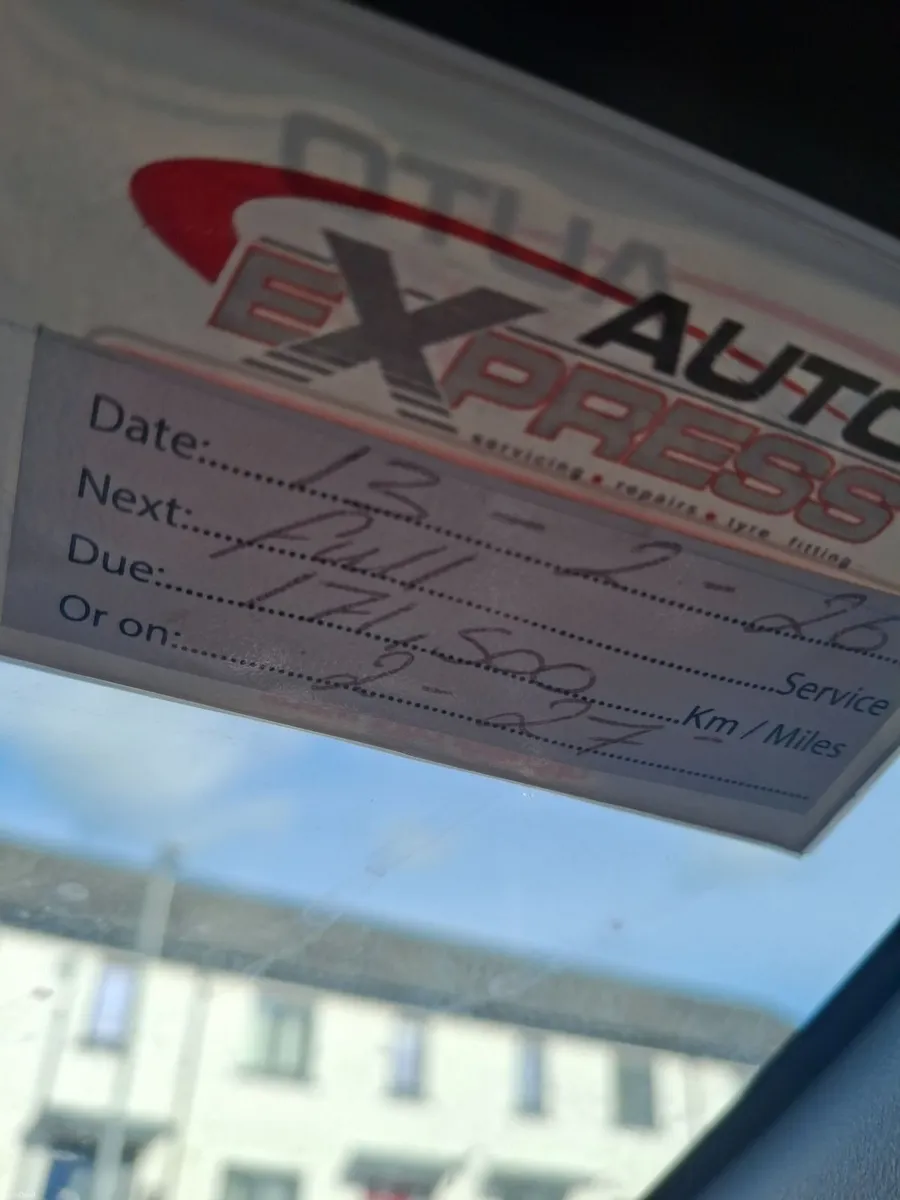 AUTO
EXPRESS
servicing • repairs • tyre fitting
Date: 12 - 2 - 26
Next: full Service
Due: 171,500 Km / Miles
Or on: 2 - 27 -